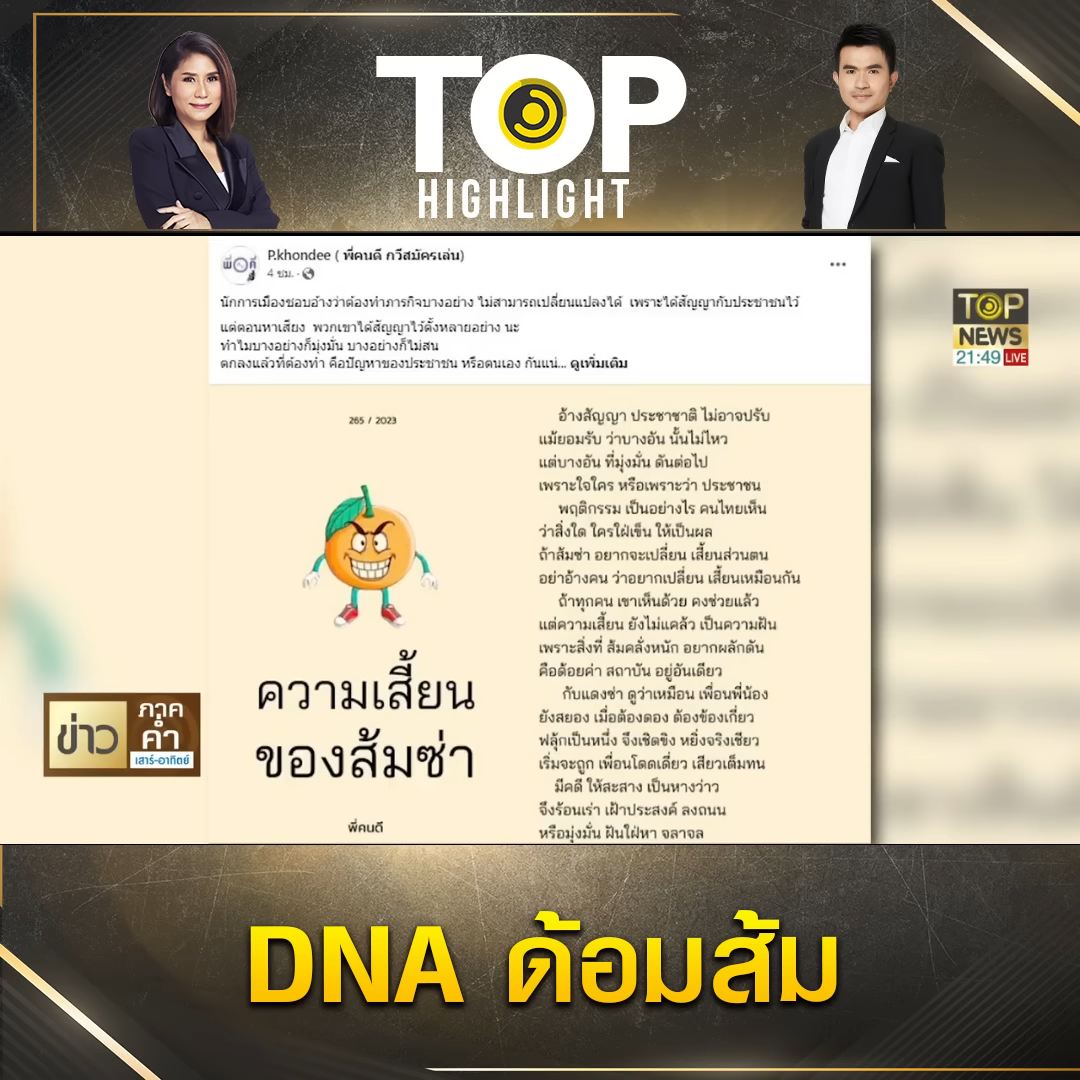 TOP
HIGHLIGHT
P.khondee ( พี่คนดี กวีสมัครเล่น)
4 ชม.
นักการเมืองชอบอ้างว่าต้องทำภารกิจบางอย่าง ไม่สามารถเปลี่ยนแปลงได้ เพราะได้สัญญากับประชาชนไว้
แต่ตอนหาเสียง พวกเขาได้สัญญาไว้ตั้งหลายอย่าง นะ
ทำไมบางอย่างก็มุ่งมั่น บางอย่างก็ไม่สน
ตกลงแล้วที่ต้องทำ คือปัญหาของประชาชน หรือตนเอง กันแน่... ดูเพิ่มเติม
TOP
NEWS
21:49 LIVE
265 / 2023
ความเสี้ยน
ของส้มซ่า
พี่คนดี
อ้างสัญญา ประชาชาติ ไม่อาจปรับ
แม้ยอมรับ ว่าบางอัน นั้นไม่ไหว
แต่บางอัน ที่มุ่งมั่น ดันต่อไป
เพราะใจใคร หรือเพราะว่า ประชาชน
พฤติกรรม เป็นอย่างไร คนไทยเห็น
ว่าสิ่งใด ใครใฝ่เข็น ให้เป็นผล
ถ้าส้มซ่า อยากจะเปลี่ยน เสี้ยนส่วนตน
อย่าอ้างคน ว่าอยากเปลี่ยน เสี้ยนเหมือนกัน
ถ้าทุกคน เขาเห็นด้วย คงช่วยแล้ว
แต่ความเสี้ยน ยังไม่แคล้ว เป็นความฝัน
เพราะสิ่งที่ ส้มคลั่งหนัก อยากผลักดัน
คือด้อยค่า สถาบัน อยู่อันเดียว
กับแดงซ่า ดูว่าเหมือน เพื่อนพี่น้อง
ยังสยอง เมื่อต้องดอง ต้องข้องเกี่ยว
ฟลุ้กเป็นหนึ่ง จึงเชิดขิง หยิ่งจริงเชียว
เริ่มจะถูก เพื่อนโดดเดี่ยว เสียวเต็มทน
มีคดี ให้สะสาง เป็นหางว่าว
จึงร้อนเร่า เฝ้าประสงค์ ลงถนน
หรือมุ่งมั่น ฝันใฝ่หา จลาจล
ข่าว
ภาค
ค่ำ
เสาร์-อาทิตย์
DNA ด้อมส้ม